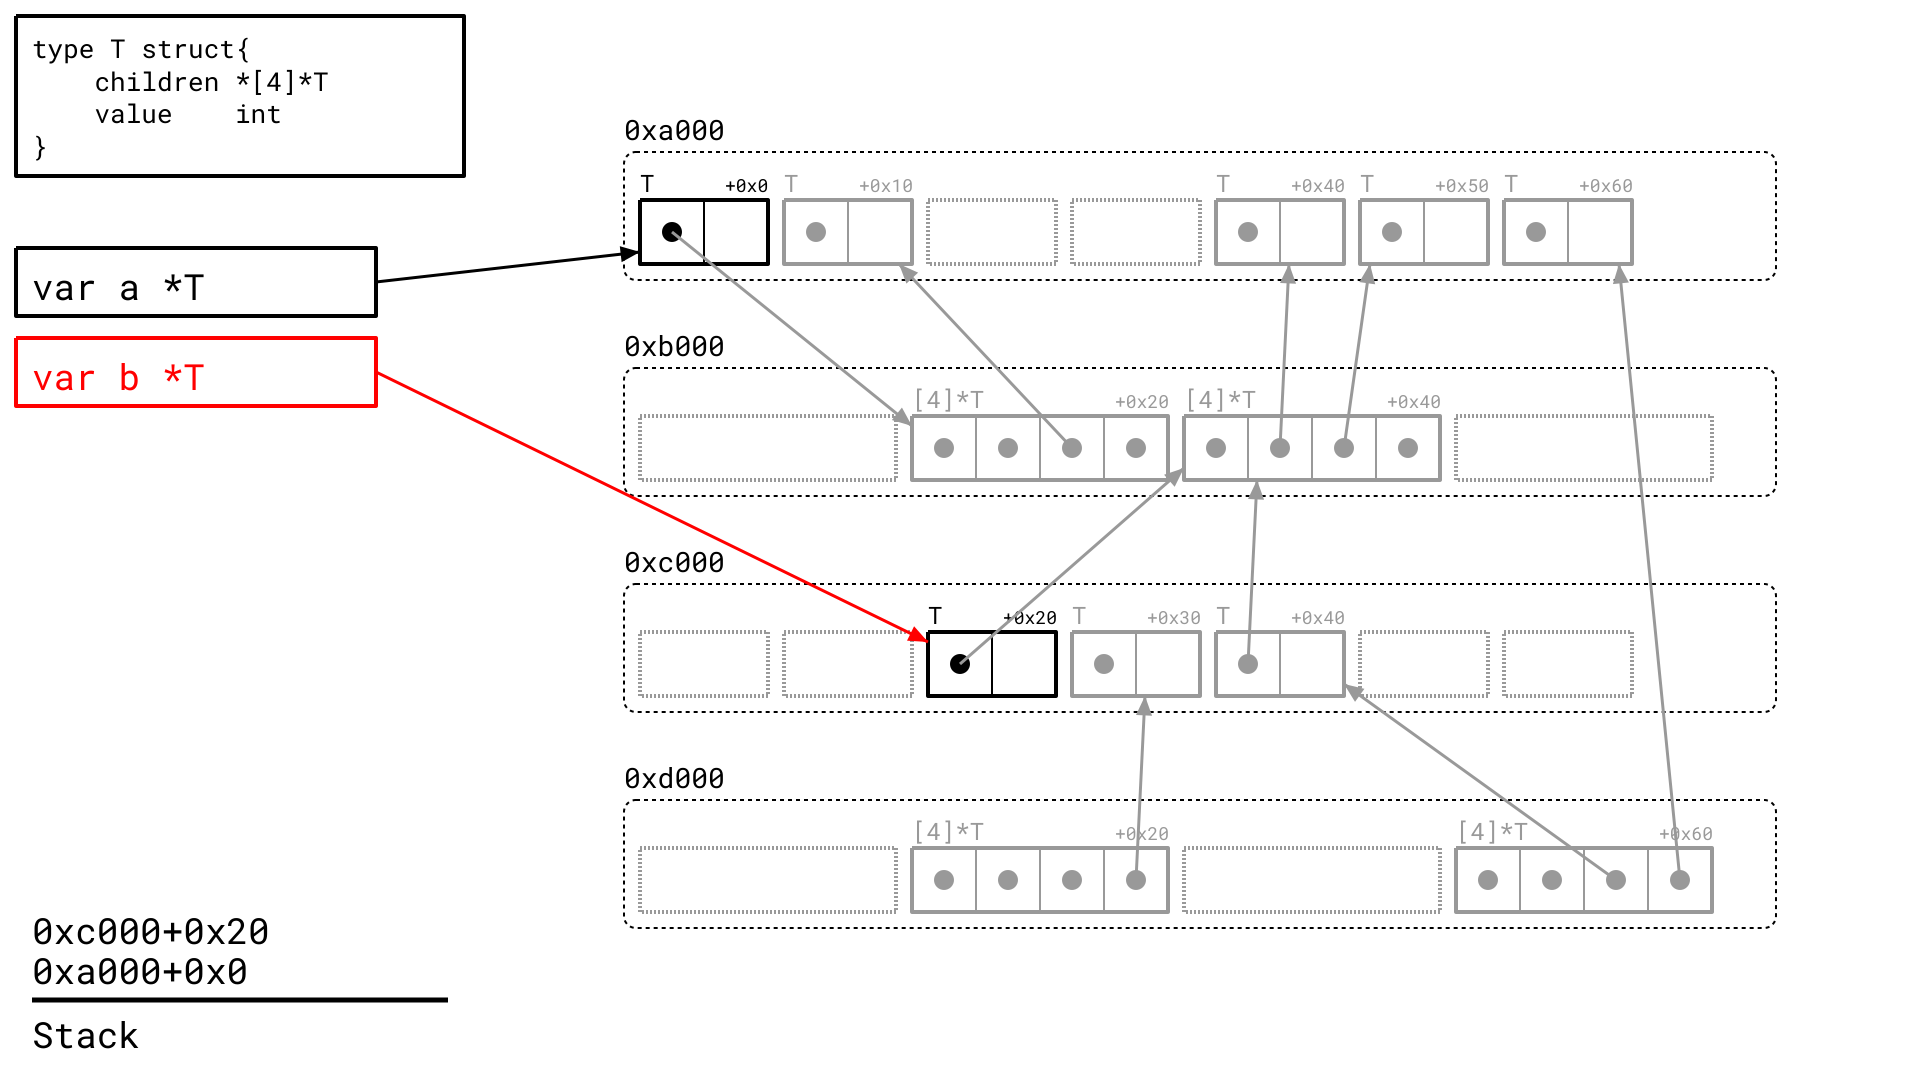 type T struct{
    children *[4]*T
    value    int
}
var a *T
var b *T
0xa000
T +0x0 T +0x10 T +0x40 T +0x50 T +0x60
0xb000
[4]*T +0x20 [4]*T +0x40
0xc000
T +0x20 T +0x30 T +0x40
0xd000
[4]*T +0x20 [4]*T +0x60
0xc000+0x20
0xa000+0x0
Stack